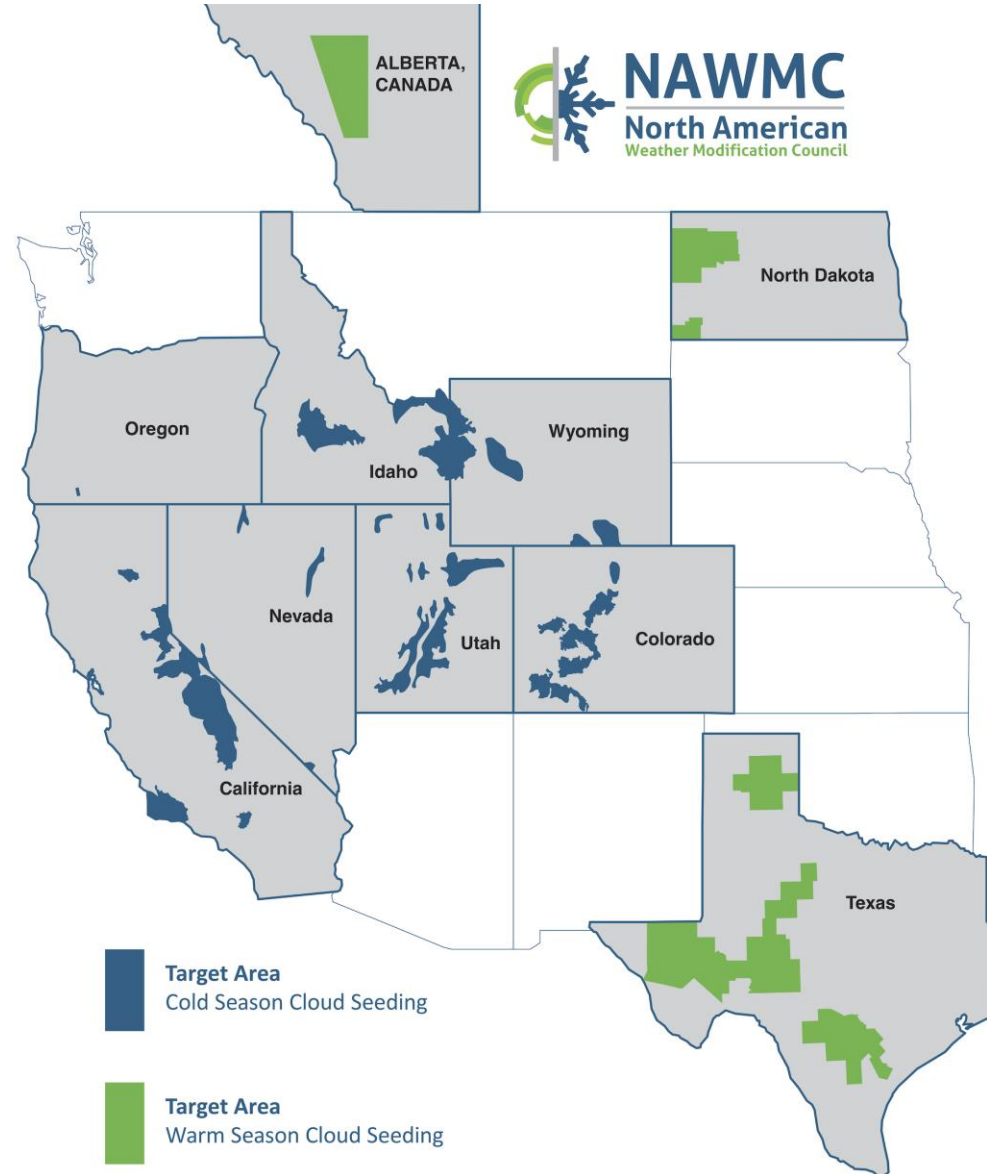 ALBERTA,
CANADA
NAWMC
North American
Weather Modification Council
North Dakota
Oregon
Idaho
Wyoming
Nevada
Utah
Colorado
California
Texas
Target Area
Cold Season Cloud Seeding
Target Area
Warm Season Cloud Seeding